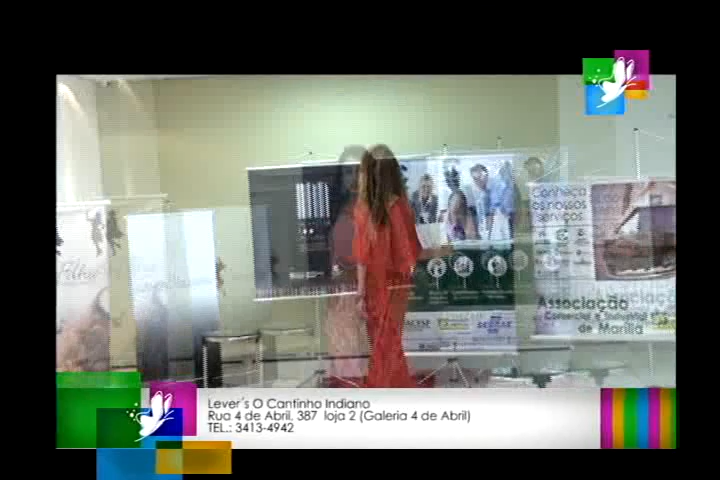 Conheça
os nossos
serviços
Associação
Comercial e Industrial
de Marília
Lever´s O Cantinho Indiano
Rua 4 de Abril, 387 loja 2 (Galeria 4 de Abril)
TEL.: 3413-4942